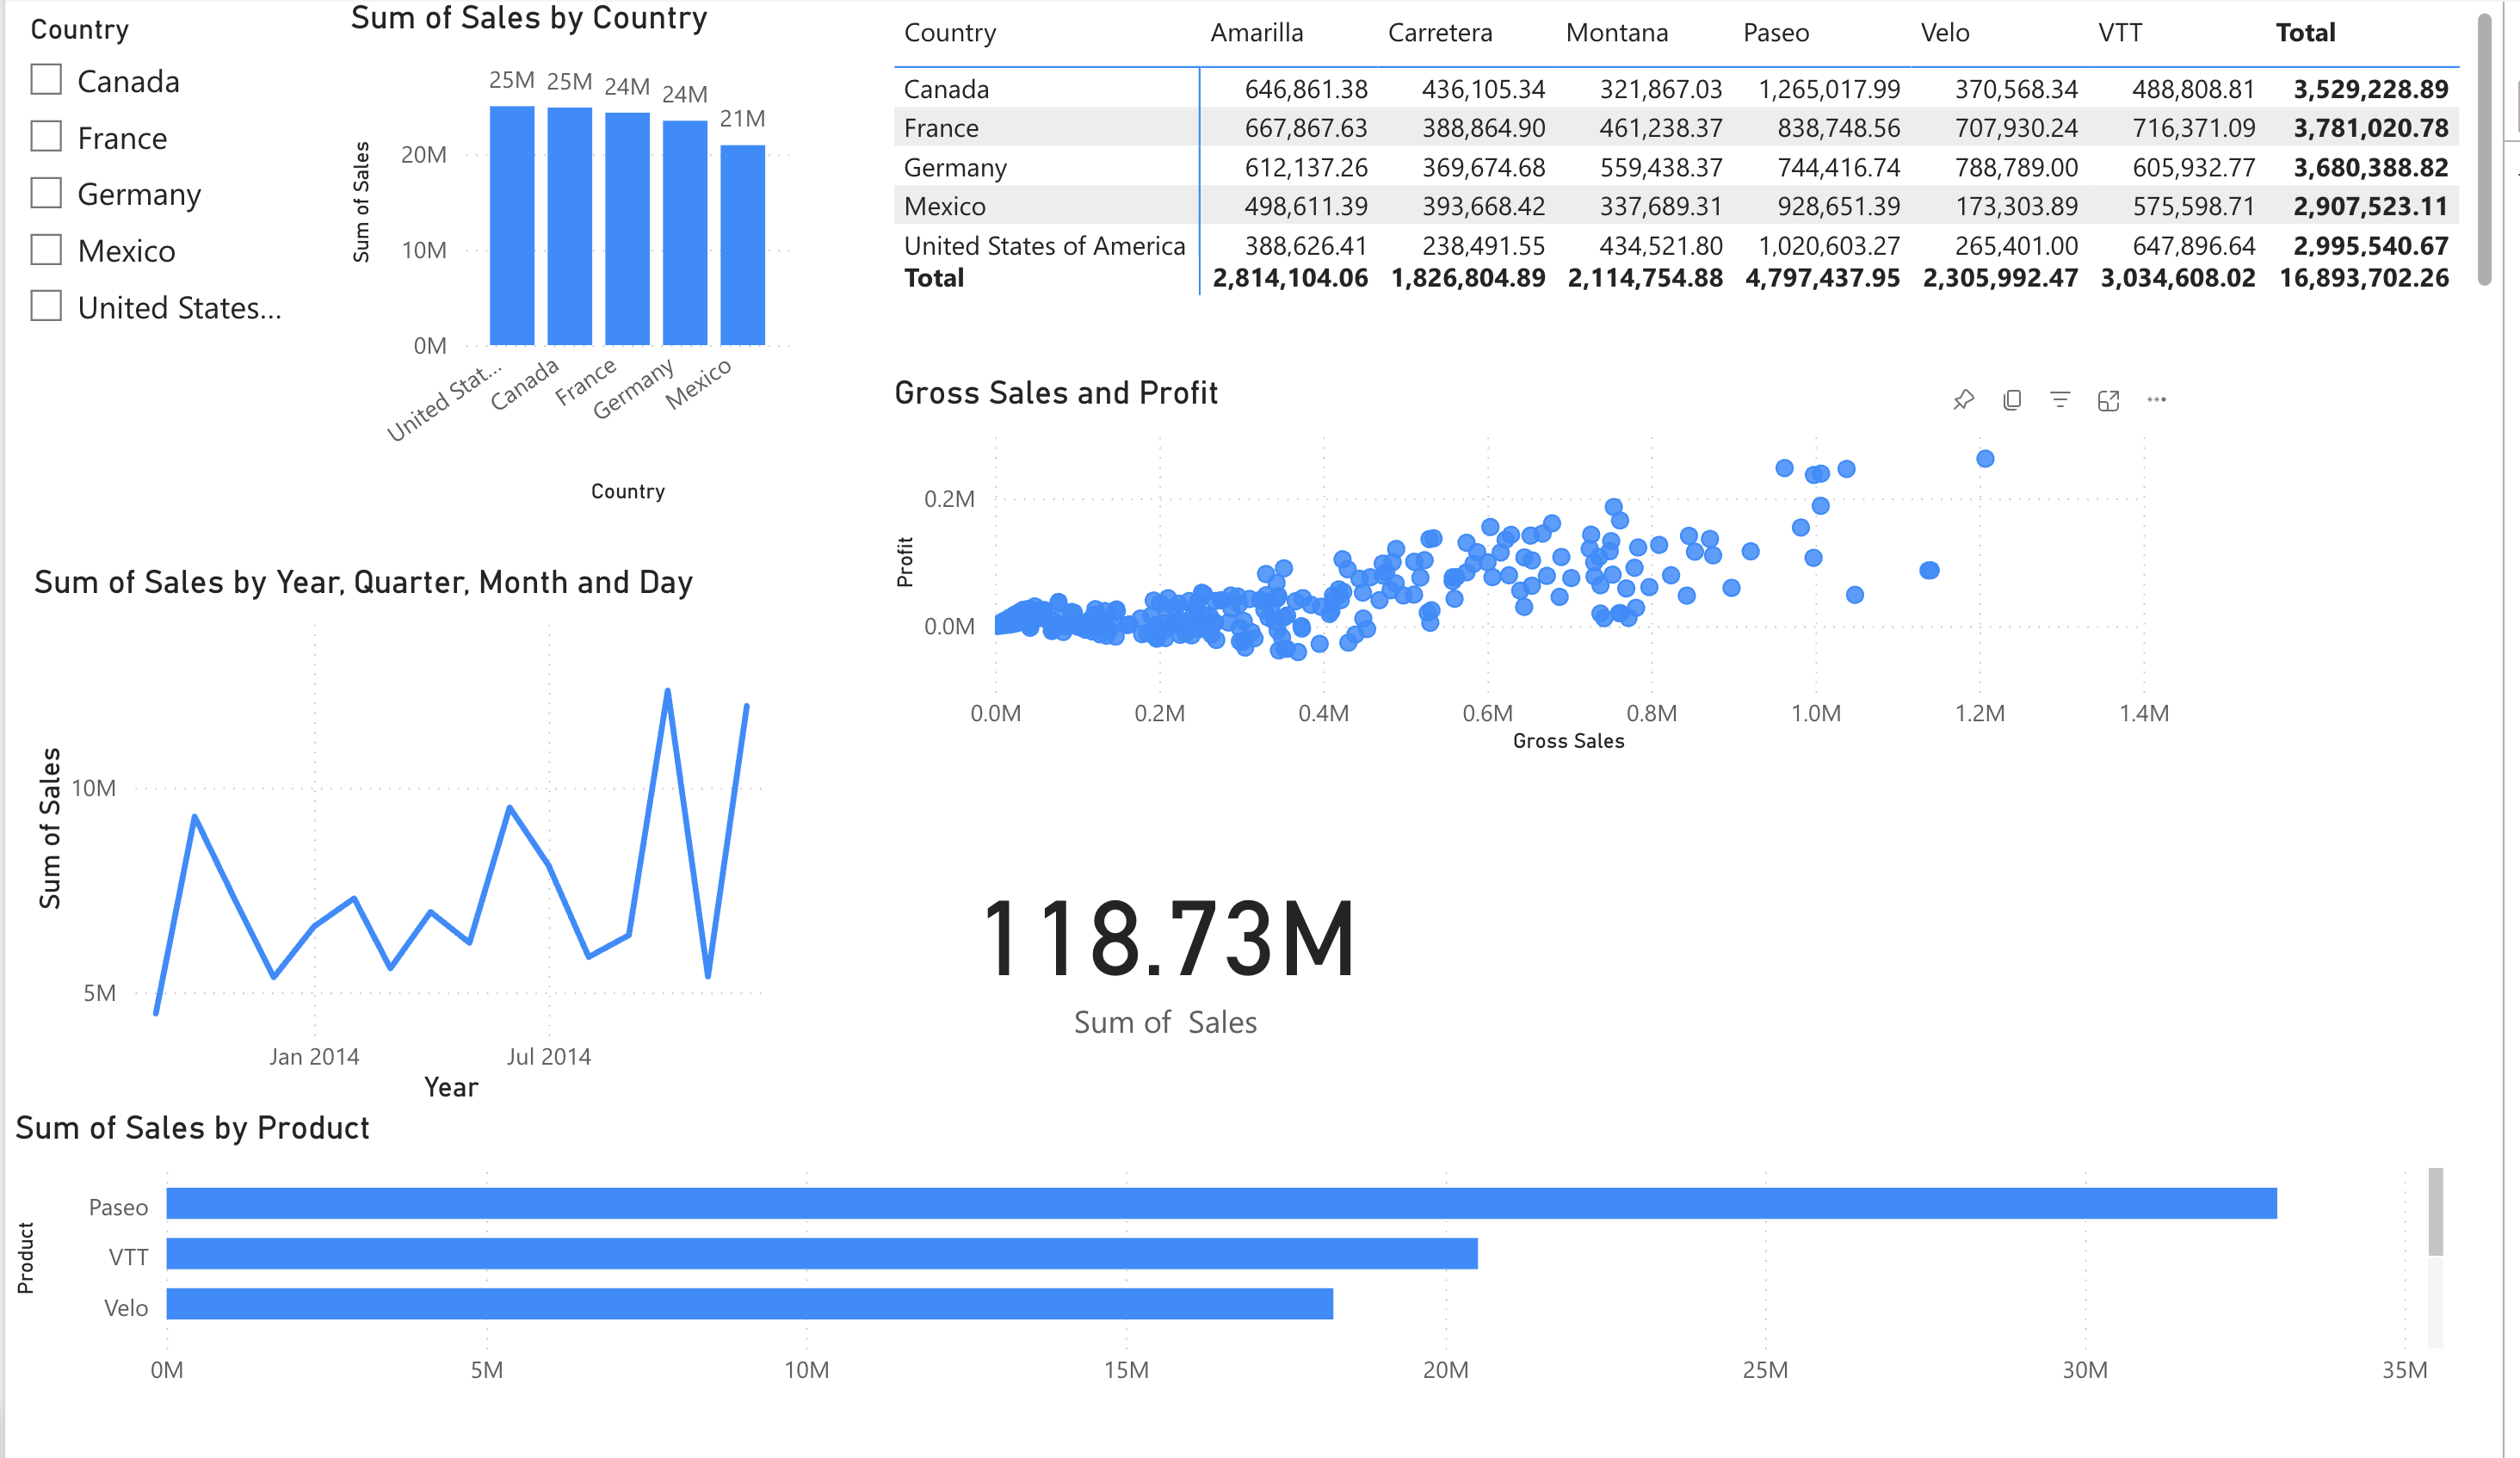 Country
Canada
France
Germany
Mexico
United States...
Sum of Sales by Country
Sum of Sales
20M
10M
0M
25M
25M
24M
24M
21M
United Stat...
Canada
France
Germany
Mexico
Country
Country Amarilla Carretera Montana Paseo Velo VTT Total
Canada 646,861.38 436,105.34 321,867.03 1,265,017.99 370,568.34 488,808.81 3,529,228.89
France 667,867.63 388,864.90 461,238.37 838,748.56 707,930.24 716,371.09 3,781,020.78
Germany 612,137.26 369,674.68 559,438.37 744,416.74 788,789.00 605,932.77 3,680,388.82
Mexico 498,611.39 393,668.42 337,689.31 928,651.39 173,303.89 575,598.71 2,907,523.11
United States of America 388,626.41 238,491.55 434,521.80 1,020,603.27 265,401.00 647,896.64 2,995,540.67
Total 2,814,104.06 1,826,804.89 2,114,754.88 4,797,437.95 2,305,992.47 3,034,608.02 16,893,702.26
Gross Sales and Profit
Profit
0.2M
0.0M
0.0M 0.2M 0.4M 0.6M 0.8M 1.0M 1.2M 1.4M
Gross Sales
Sum of Sales by Year, Quarter, Month and Day
Sum of Sales
10M
5M
Jan 2014 Jul 2014
Year
118.73M
Sum of Sales
Sum of Sales by Product
Product
Paseo
VTT
Velo
0M 5M 10M 15M 20M 25M 30M 35M